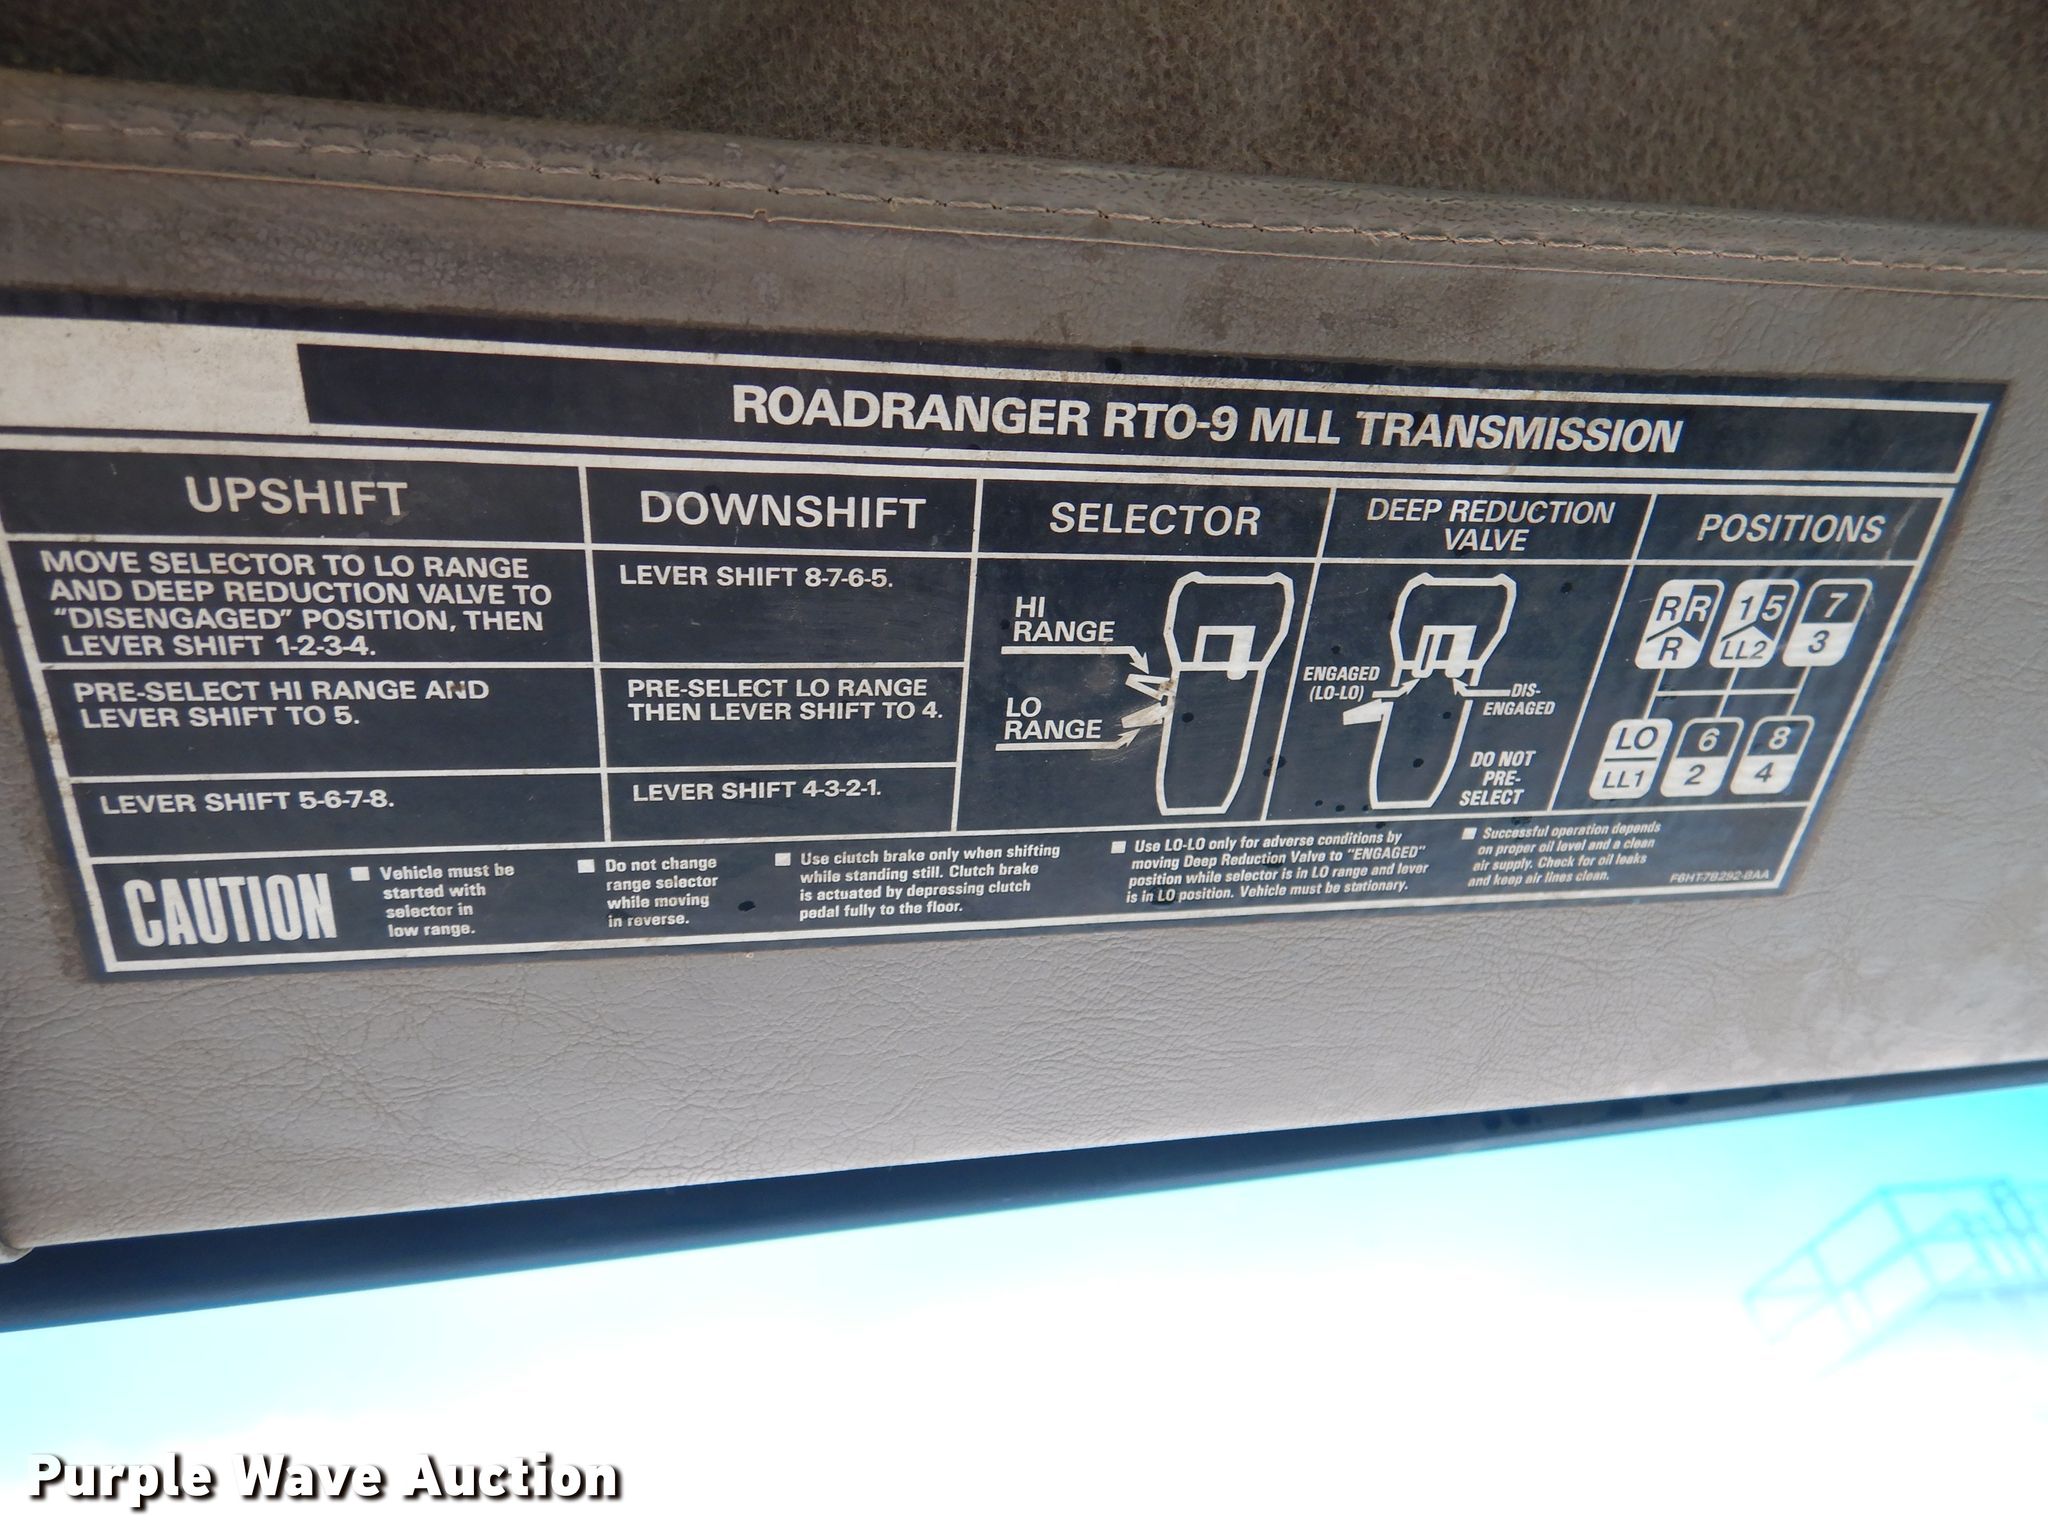 ROADRANGER RTO-9 MLL TRANSMISSION
UPSHIFT
MOVE SELECTOR TO LO RANGE
AND DEEP REDUCTION VALVE TO
"DISENGAGED" POSITION, THEN
LEVER SHIFT 1-2-3-4.
PRE-SELECT HI RANGE AND
LEVER SHIFT TO 5.
LEVER SHIFT 5-6-7-8.
DOWNSHIFT
LEVER SHIFT 8-7-6-5.
PRE-SELECT LO RANGE
THEN LEVER SHIFT TO 4.
LEVER SHIFT 4-3-2-1.
SELECTOR
HI
RANGE
LO
RANGE
DEEP REDUCTION
VALVE
ENGAGED
(LO-LO)
DIS-
ENGAGED
DO NOT
PRE-
SELECT
POSITIONS
R R 1 5 7
R LL2 3
LO 6 8
LL1 2 4
CAUTION
Vehicle must be
started with
selector in
low range.
Do not change
range selector
while moving
in reverse.
Use clutch brake only when shifting
while standing still. Clutch brake
is actuated by depressing clutch
pedal fully to the floor.
Use LO-LO only for adverse conditions by
moving Deep Reduction Valve to "ENGAGED"
position while selector is in LO range and lever
is in LO position. Vehicle must be stationary.
Successful operation depends
on proper oil level and a clean
air supply. Check for oil leaks
and keep air lines clean.
F6HT-7B292-BAA
Purple Wave Auction